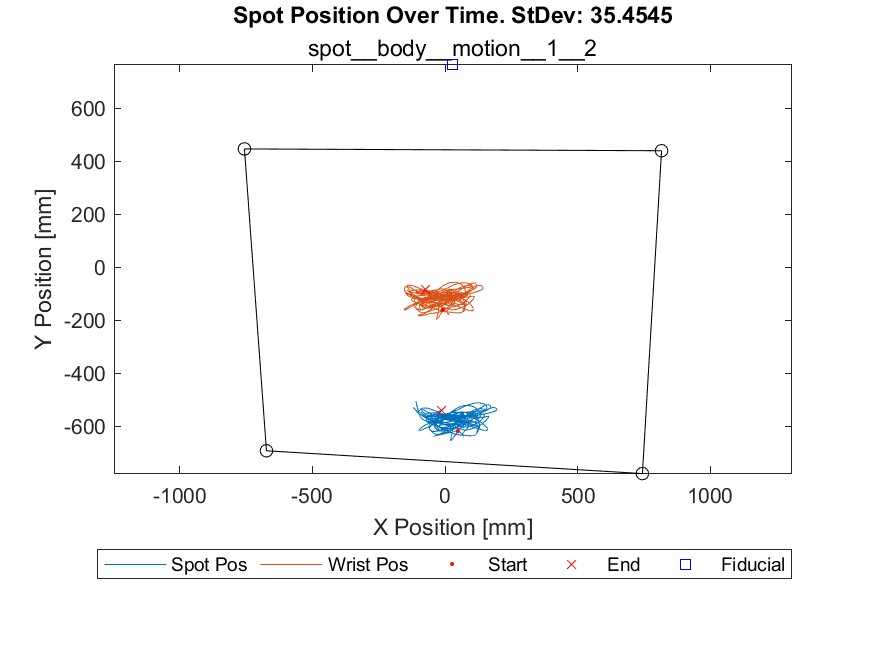 Spot Position Over Time. StDev: 35.4545
spot__body__motion__1__2
600
400
200
0
-200
-400
-600
Y Position [mm]
-1000 -500 0 500 1000
X Position [mm]
Spot Pos Wrist Pos Start End Fiducial